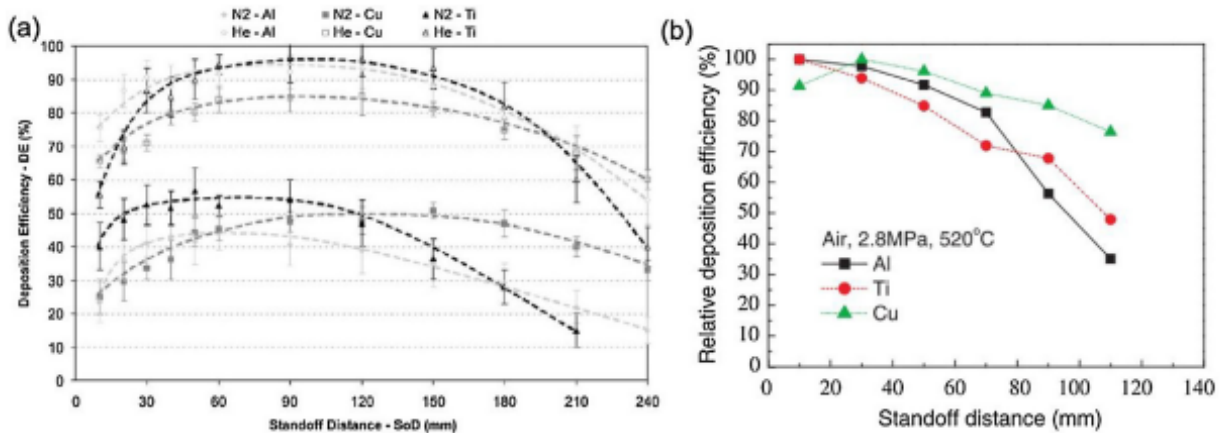 (a)
N2 - Al N2 - Cu N2 - Ti
He - Al He - Cu He - Ti
Deposition Efficiency - DE (%)
100
90
80
70
60
50
40
30
20
10
0
0 30 60 90 120 150 180 210 240
Standoff Distance - SoD (mm)
(b)
Relative deposition efficiency (%)
100
90
80
70
60
50
40
30
20
10
0
Air, 2.8MPa, 520°C
Al
Ti
Cu
0 20 40 60 80 100 120 140
Standoff distance (mm)